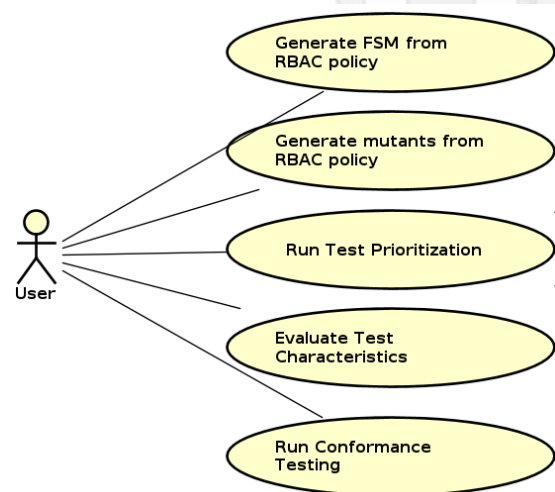 Generate FSM from
RBAC policy
Generate mutants from
RBAC policy
Run Test Prioritization
User
Evaluate Test
Characteristics
Run Conformance
Testing